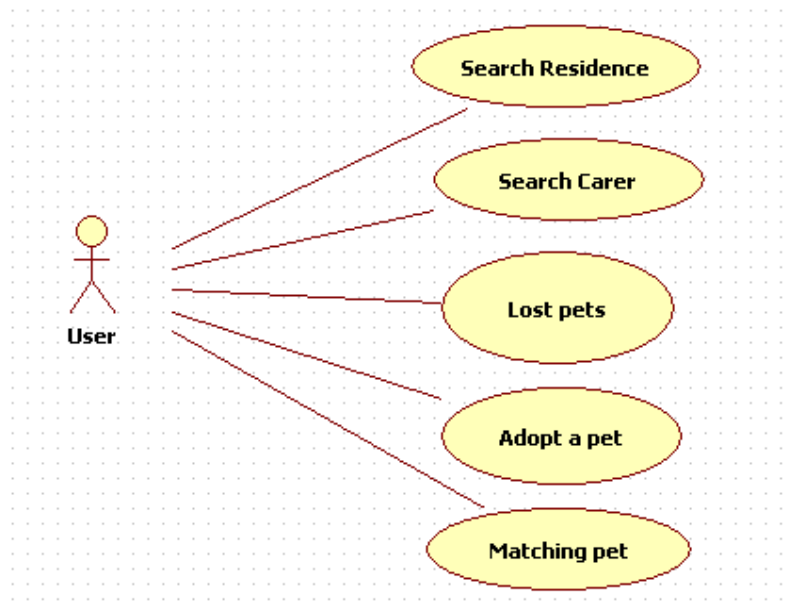 Search Residence
Search Carer
Lost pets
User
Adopt a pet
Matching pet